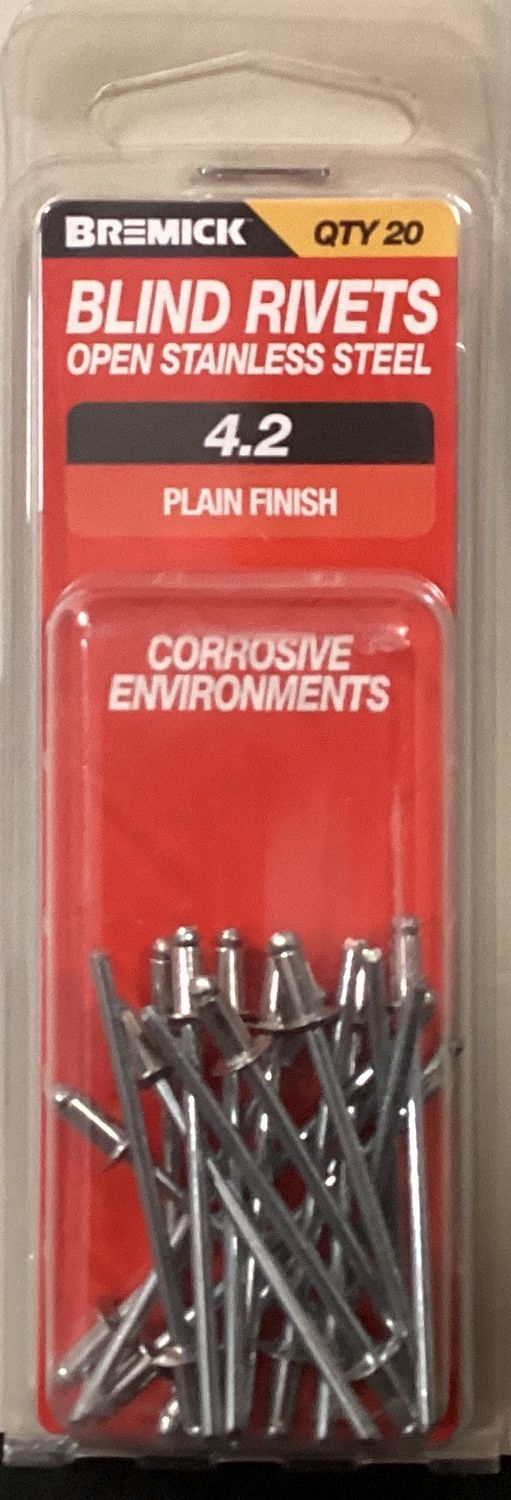 BREMICK QTY 20
BLIND RIVETS
OPEN STAINLESS STEEL
4.2
PLAIN FINISH
CORROSIVE
ENVIRONMENTS